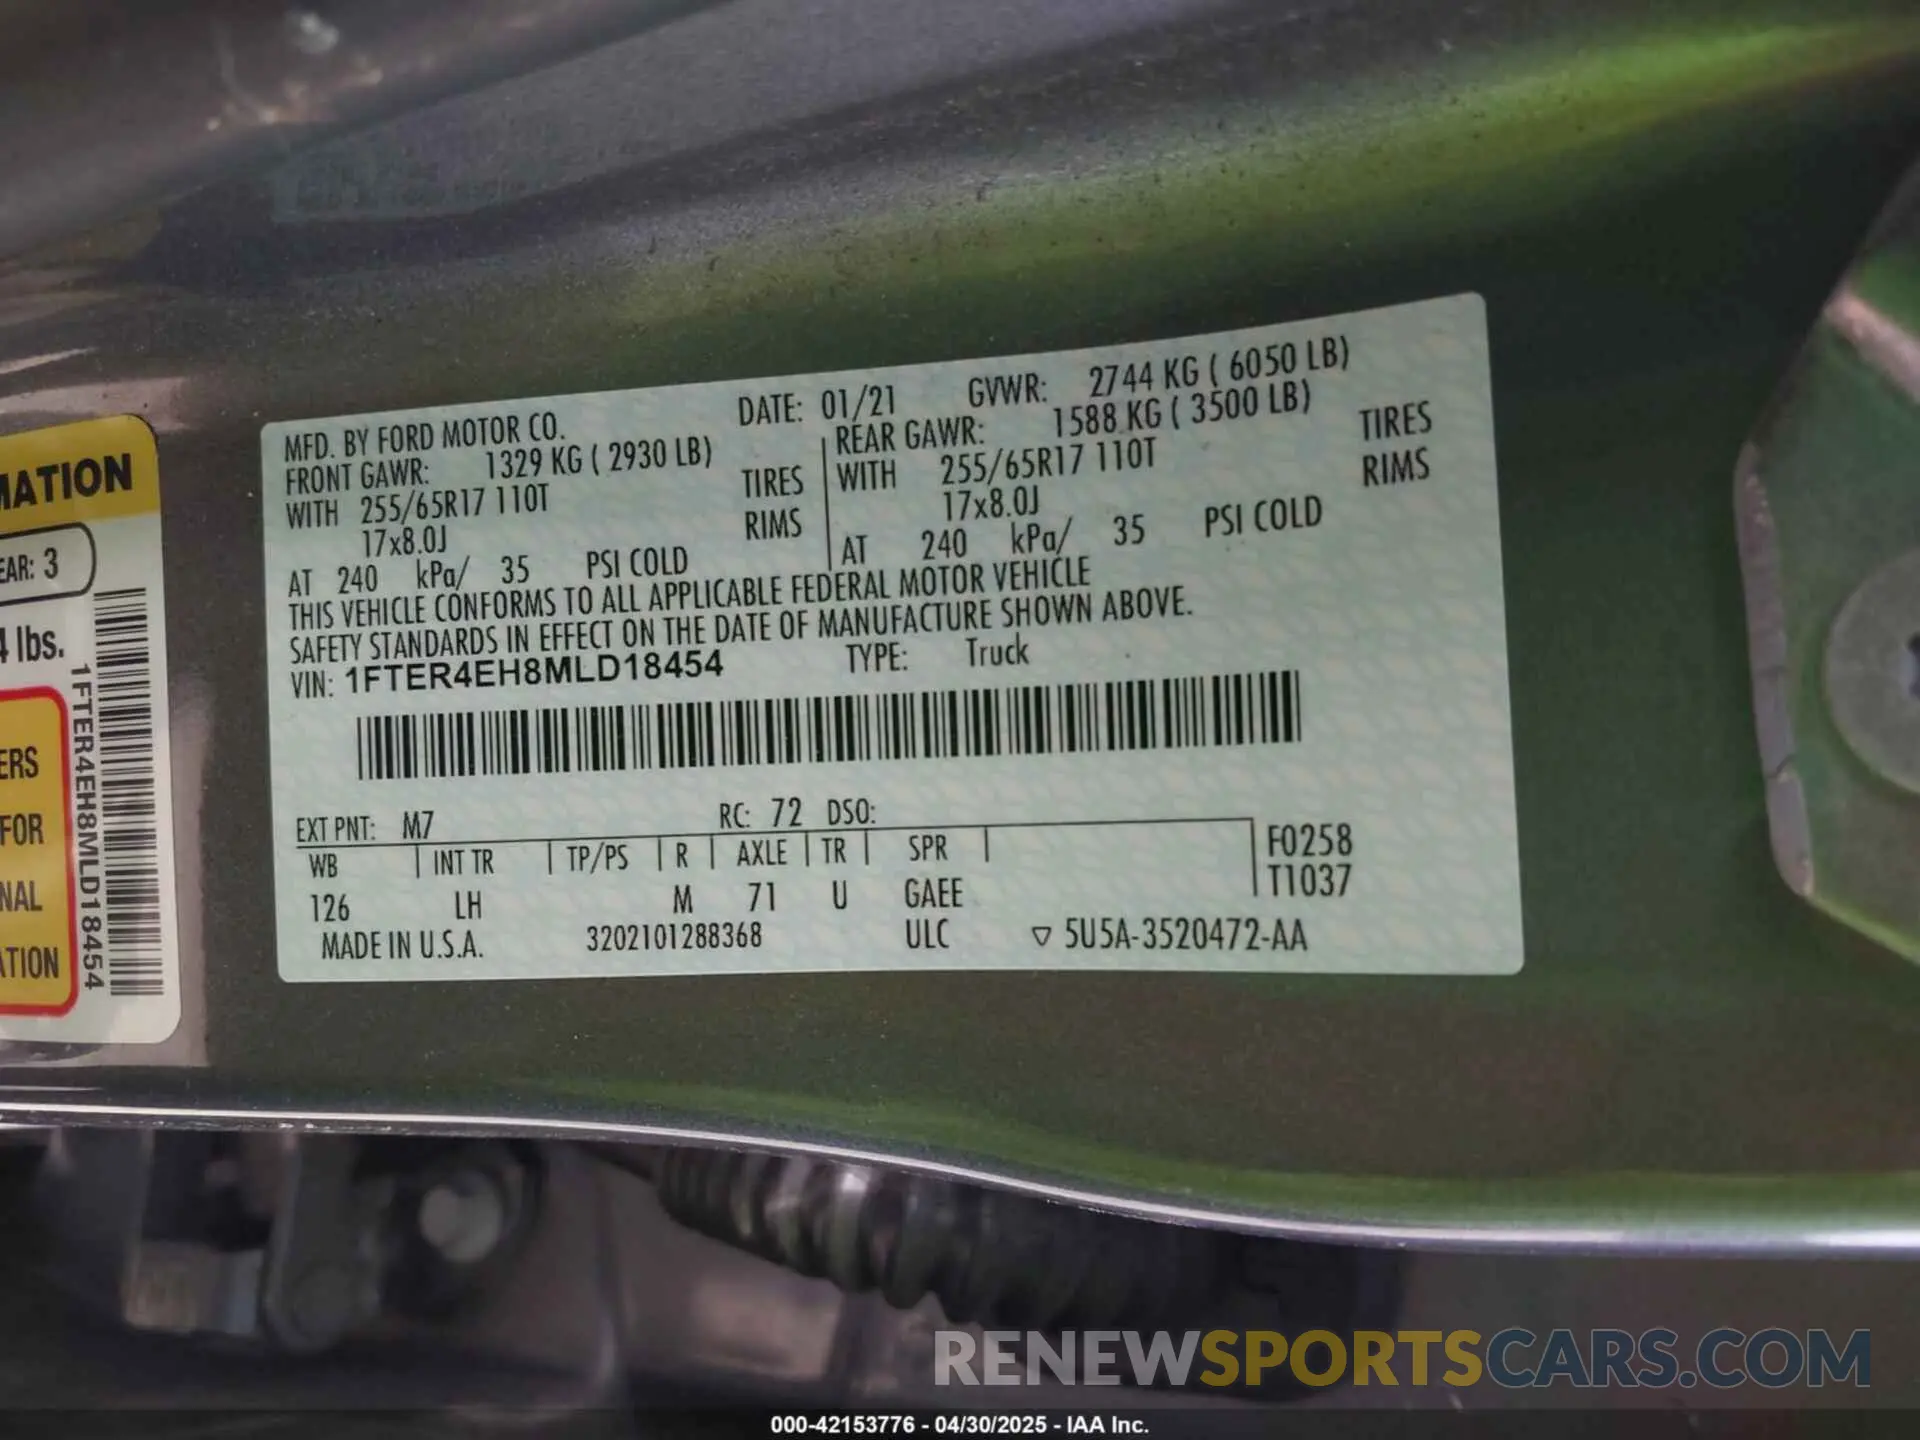 MATION
EAR: 3
4 lbs.
ERS
FOR
NAL
ATION
1FTER4EH8MLD18454
MFD. BY FORD MOTOR CO. DATE: 01/21 GVWR: 2744 KG ( 6050 LB)
FRONT GAWR: 1329 KG ( 2930 LB) REAR GAWR: 1588 KG ( 3500 LB)
WITH 255/65R17 110T TIRES WITH 255/65R17 110T TIRES
17x8.0J RIMS 17x8.0J RIMS
AT 240 kPa/ 35 PSI COLD AT 240 kPa/ 35 PSI COLD
THIS VEHICLE CONFORMS TO ALL APPLICABLE FEDERAL MOTOR VEHICLE
SAFETY STANDARDS IN EFFECT ON THE DATE OF MANUFACTURE SHOWN ABOVE.
VIN: 1FTER4EH8MLD18454 TYPE: Truck
EXT PNT: M7 RC: 72 DSO:
WB INT TR TP/PS R AXLE TR SPR F0258
126 LH M 71 U GAEE T1037
MADE IN U.S.A. 3202101288368 ULC ▽ 5U5A-3520472-AA
RENEWSPORTSCARS.COM
000-42153776 - 04/30/2025 - IAA Inc.